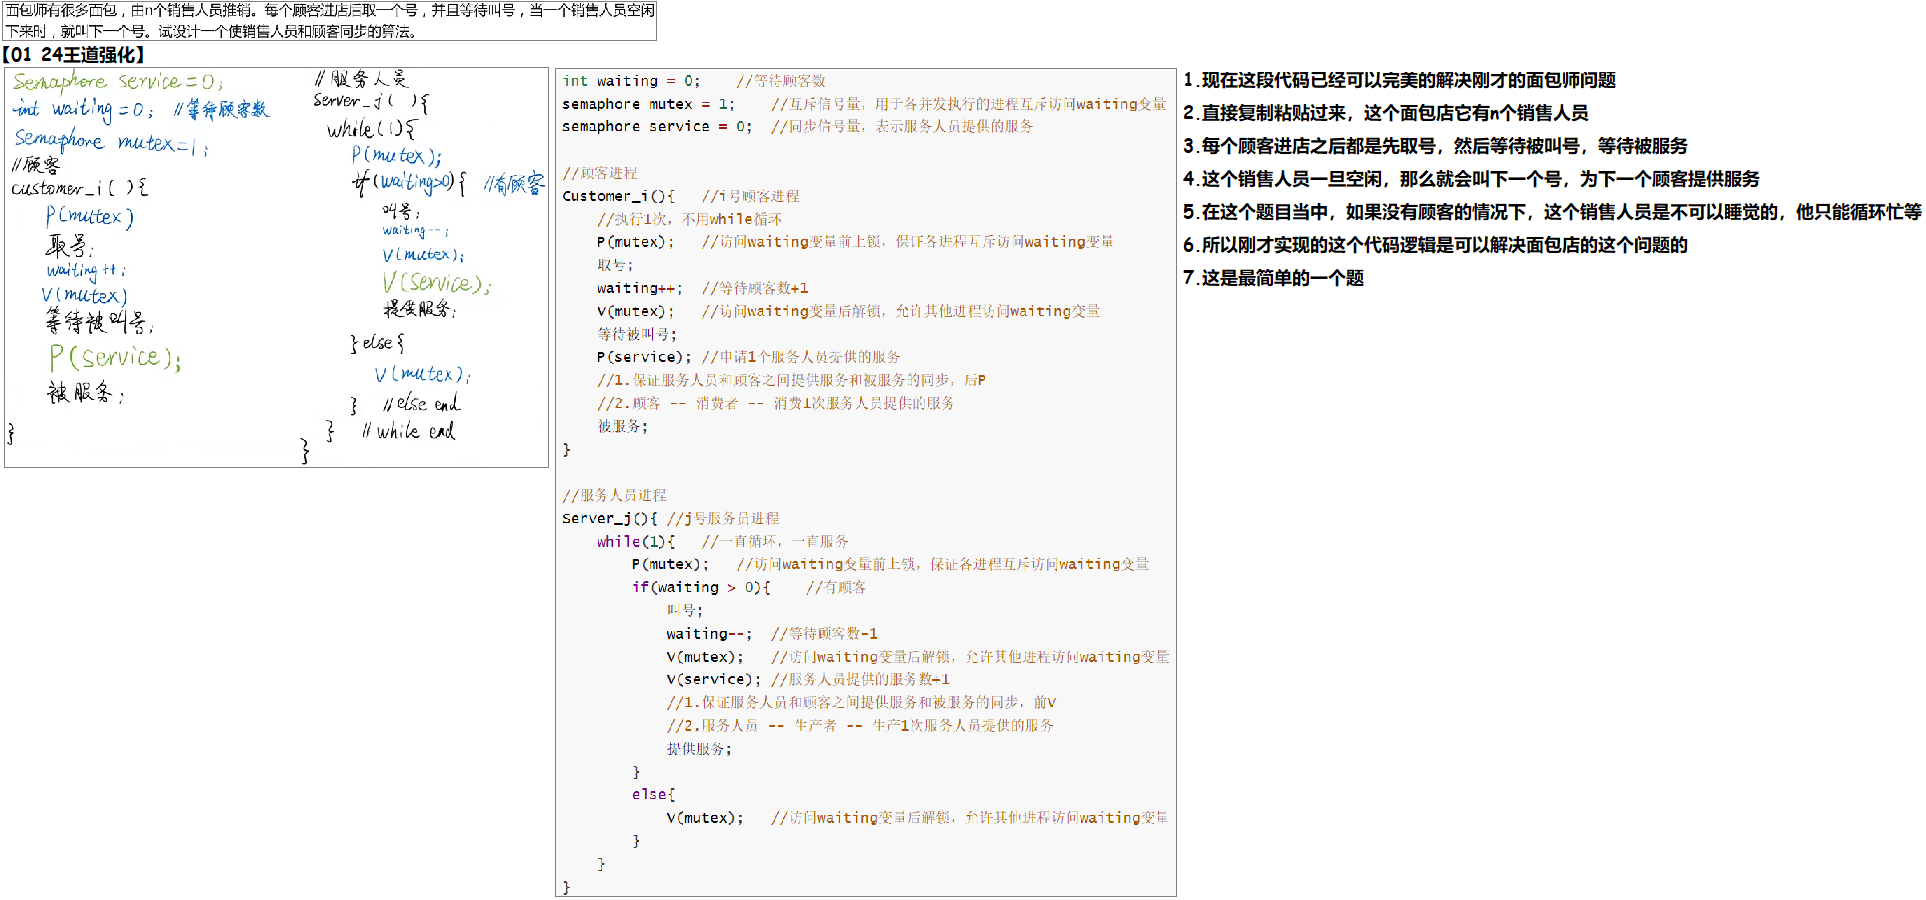 面包师有很多面包，由n个销售人员推销。每个顾客进店后取一个号，并且等待叫号，当一个销售人员空闲
下来时，就叫下一个号。试设计一个使销售人员和顾客同步的算法。
【01 24王道强化】
Semaphore service=0;
int waiting=0; //等待顾客数
Semaphore mutex=1;
//顾客
customer_i( ){
P(mutex)
取号;
waiting++;
V(mutex)
等待被叫号;
P(service);
被服务;
}
//服务人员
server_j( ){
while(1){
P(mutex);
if(waiting>0){ //有顾客
叫号;
waiting--;
V(mutex);
V(service);
提供服务;
}else{
V(mutex);
} //else end
} //while end
}
int waiting = 0; //等待顾客数
semaphore mutex = 1; //互斥信号量，用于各并发执行的进程互斥访问waiting变量
semaphore service = 0; //同步信号量，表示服务人员提供的服务
//顾客进程
Customer_i(){ //i号顾客进程
//执行1次，不用while循环
P(mutex); //访问waiting变量前上锁，保证各进程互斥访问waiting变量
取号;
waiting++; //等待顾客数+1
V(mutex); //访问waiting变量后解锁，允许其他进程访问waiting变量
等待被叫号;
P(service); //申请1个服务人员提供的服务
//1.保证服务人员和顾客之间提供服务和被服务的同步，后P
//2.顾客 -- 消费者 -- 消费1次服务人员提供的服务
被服务;
}
//服务人员进程
Server_j(){ //j号服务员进程
while(1){ //一直循环，一直服务
P(mutex); //访问waiting变量前上锁，保证各进程互斥访问waiting变量
if(waiting > 0){ //有顾客
叫号;
waiting--; //等待顾客数-1
V(mutex); //访问waiting变量后解锁，允许其他进程访问waiting变量
V(service); //服务人员提供的服务数+1
//1.保证服务人员和顾客之间提供服务和被服务的同步，前V
//2.服务人员 -- 生产者 -- 生产1次服务人员提供的服务
提供服务;
}
else{
V(mutex); //访问waiting变量后解锁，允许其他进程访问waiting变量
}
}
}
1.现在这段代码已经可以完美的解决刚才的面包师问题
2.直接复制粘贴过来，这个面包店它有n个销售人员
3.每个顾客进店之后都是先取号，然后等待被叫号，等待被服务
4.这个销售人员一旦空闲，那么就会叫下一个号，为下一个顾客提供服务
5.在这个题目当中，如果没有顾客的情况下，这个销售人员是不可以睡觉的，他只能循环忙等
6.所以刚才实现的这个代码逻辑是可以解决面包店的这个问题的
7.这是最简单的一个题